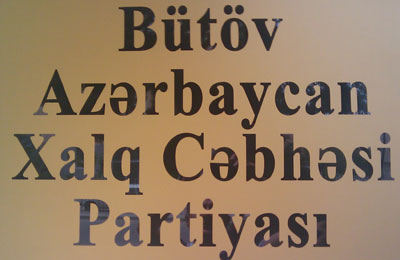 Bütöv
Azərbaycan
Xalq Cəbhəsi
Partiyası